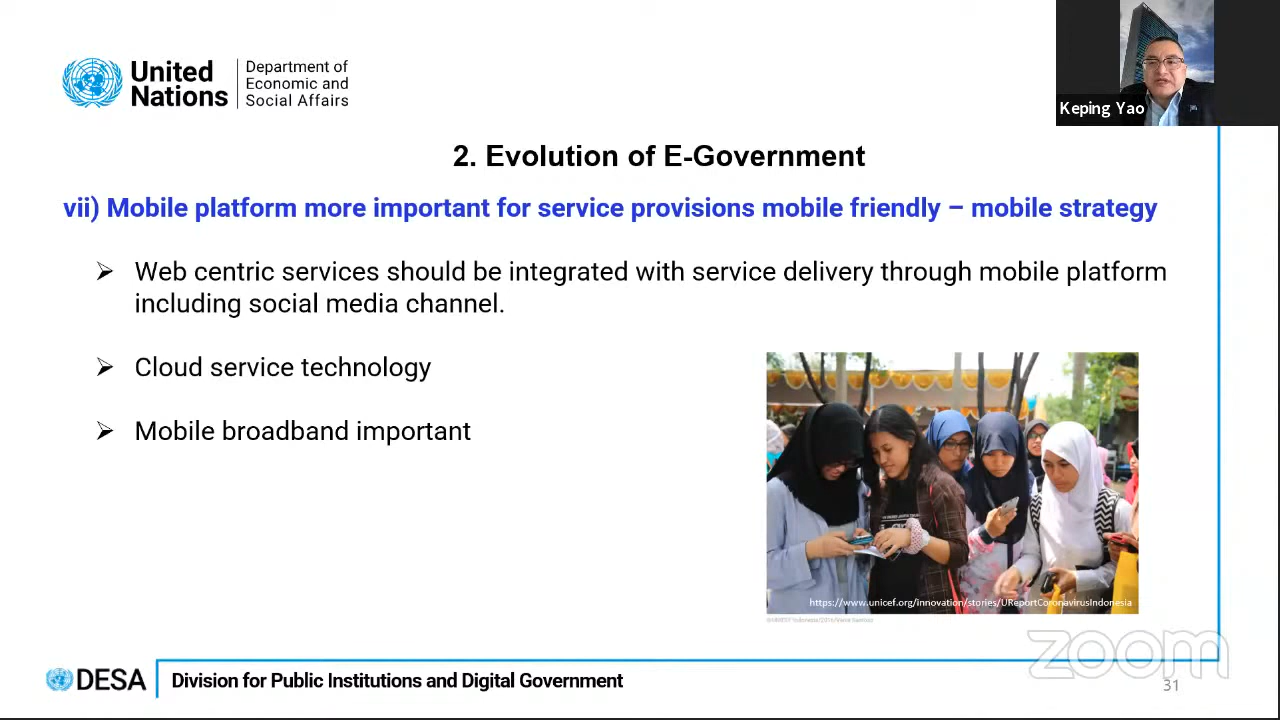 United
Nations
Department of
Economic and
Social Affairs
Keping Yao
2. Evolution of E-Government
vii) Mobile platform more important for service provisions mobile friendly – mobile strategy
➢ Web centric services should be integrated with service delivery through mobile platform
including social media channel.
➢ Cloud service technology
➢ Mobile broadband important
https://www.unicef.org/innovation/stories/UReportCoronavirusIndonesia
zoom
DESA
Division for Public Institutions and Digital Government
31